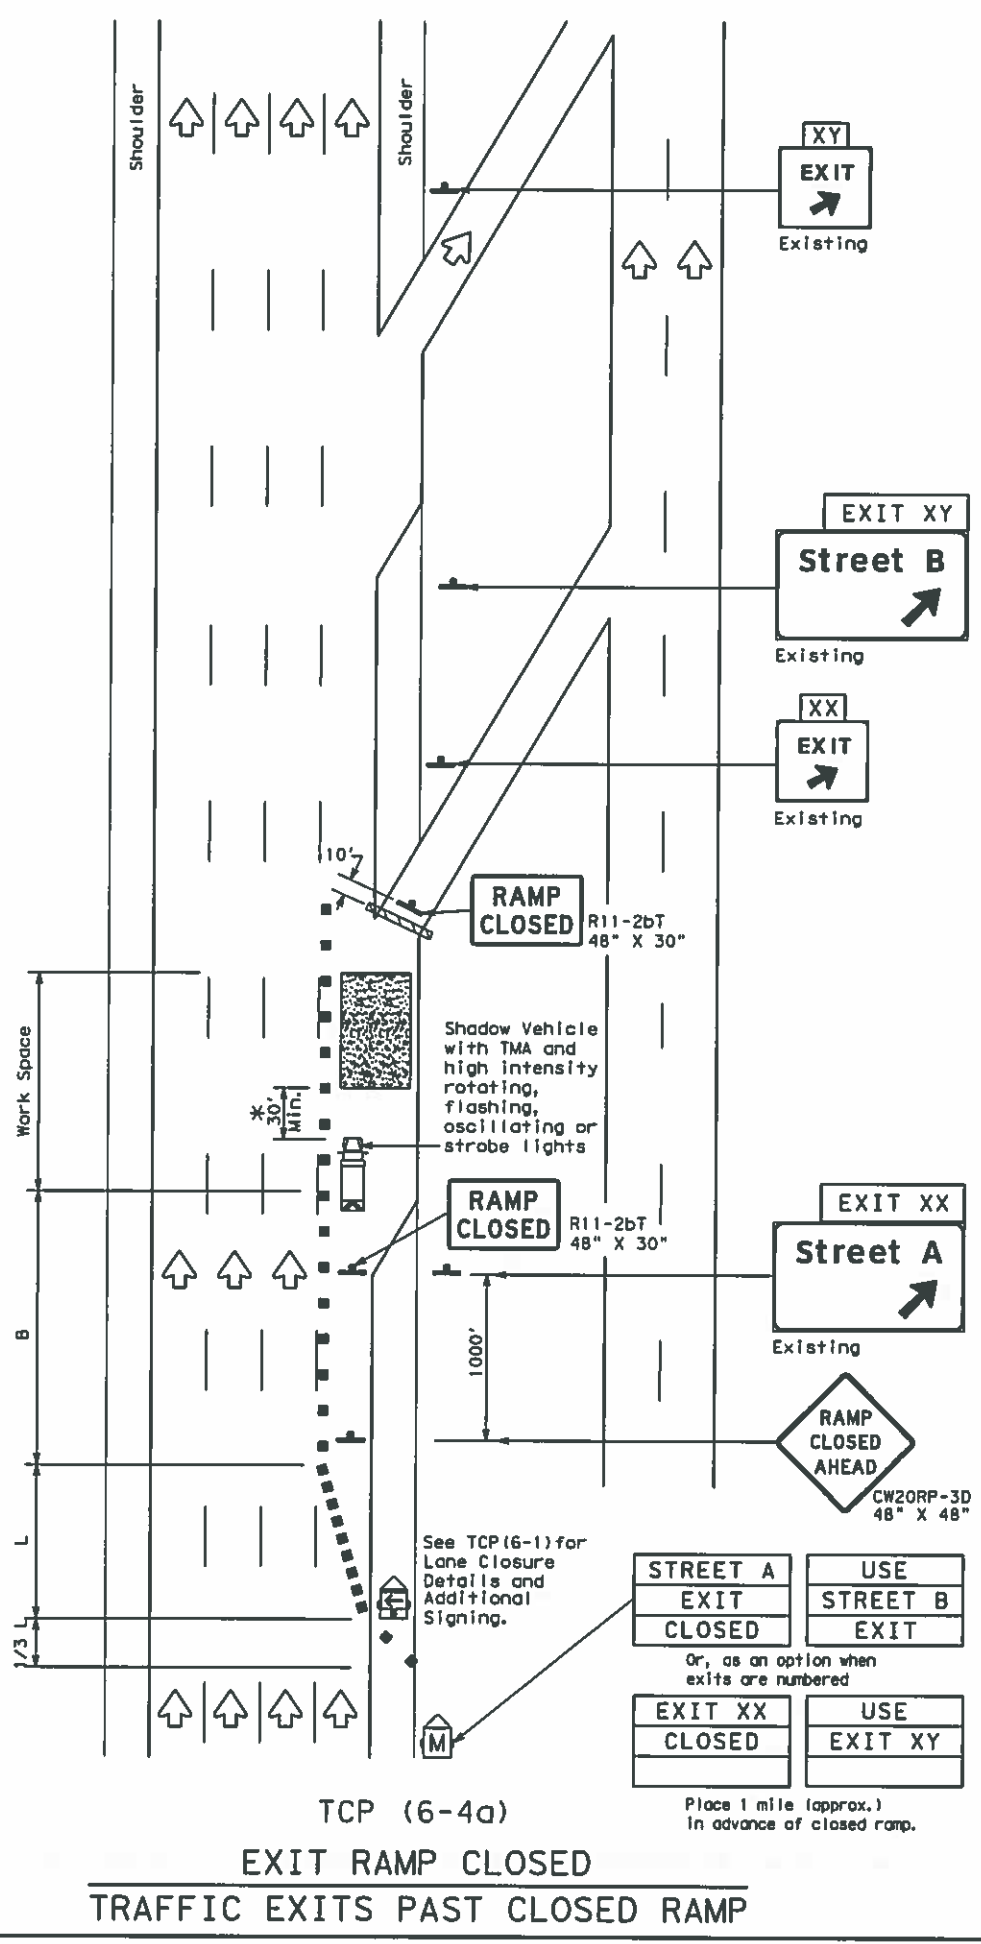 Shoulder
Shoulder
XY
EXIT
Existing
EXIT XY
Street B
Existing
XX
EXIT
Existing
10'
RAMP
CLOSED
R11-2bT
48" X 30"
Work Space
*
30'
Min.
Shadow Vehicle
with TMA and
high intensity
rotating,
flashing,
oscillating or
strobe lights
RAMP
CLOSED
R11-2bT
48" X 30"
EXIT XX
Street A
Existing
B
1000'
RAMP
CLOSED
AHEAD
CW20RP-3D
48" X 48"
L
1/3 L
See TCP(6-1)for
Lane Closure
Details and
Additional
Signing.
STREET A
EXIT
CLOSED
USE
STREET B
EXIT
Or, as an option when
exits are numbered
EXIT XX
CLOSED
USE
EXIT XY
M
Place 1 mile (approx.)
in advance of closed ramp.
TCP (6-4a)
EXIT RAMP CLOSED
TRAFFIC EXITS PAST CLOSED RAMP